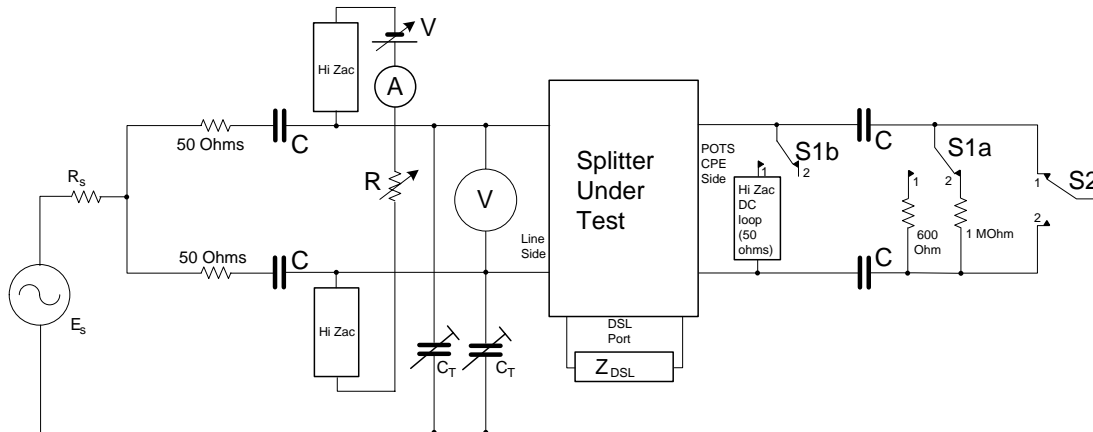 V
Hi Zac
A
50 Ohms
C
R
V
Rs
50 Ohms
C
Es
Hi Zac
CT
CT
Line
Side
Splitter
Under
Test
DSL
Port
ZDSL
POTS
CPE
Side
S1b
1
2
Hi Zac
DC
loop
(50
ohms)
C
C
S1a
1
2
600
Ohm
1 MOhm
1
2
S2